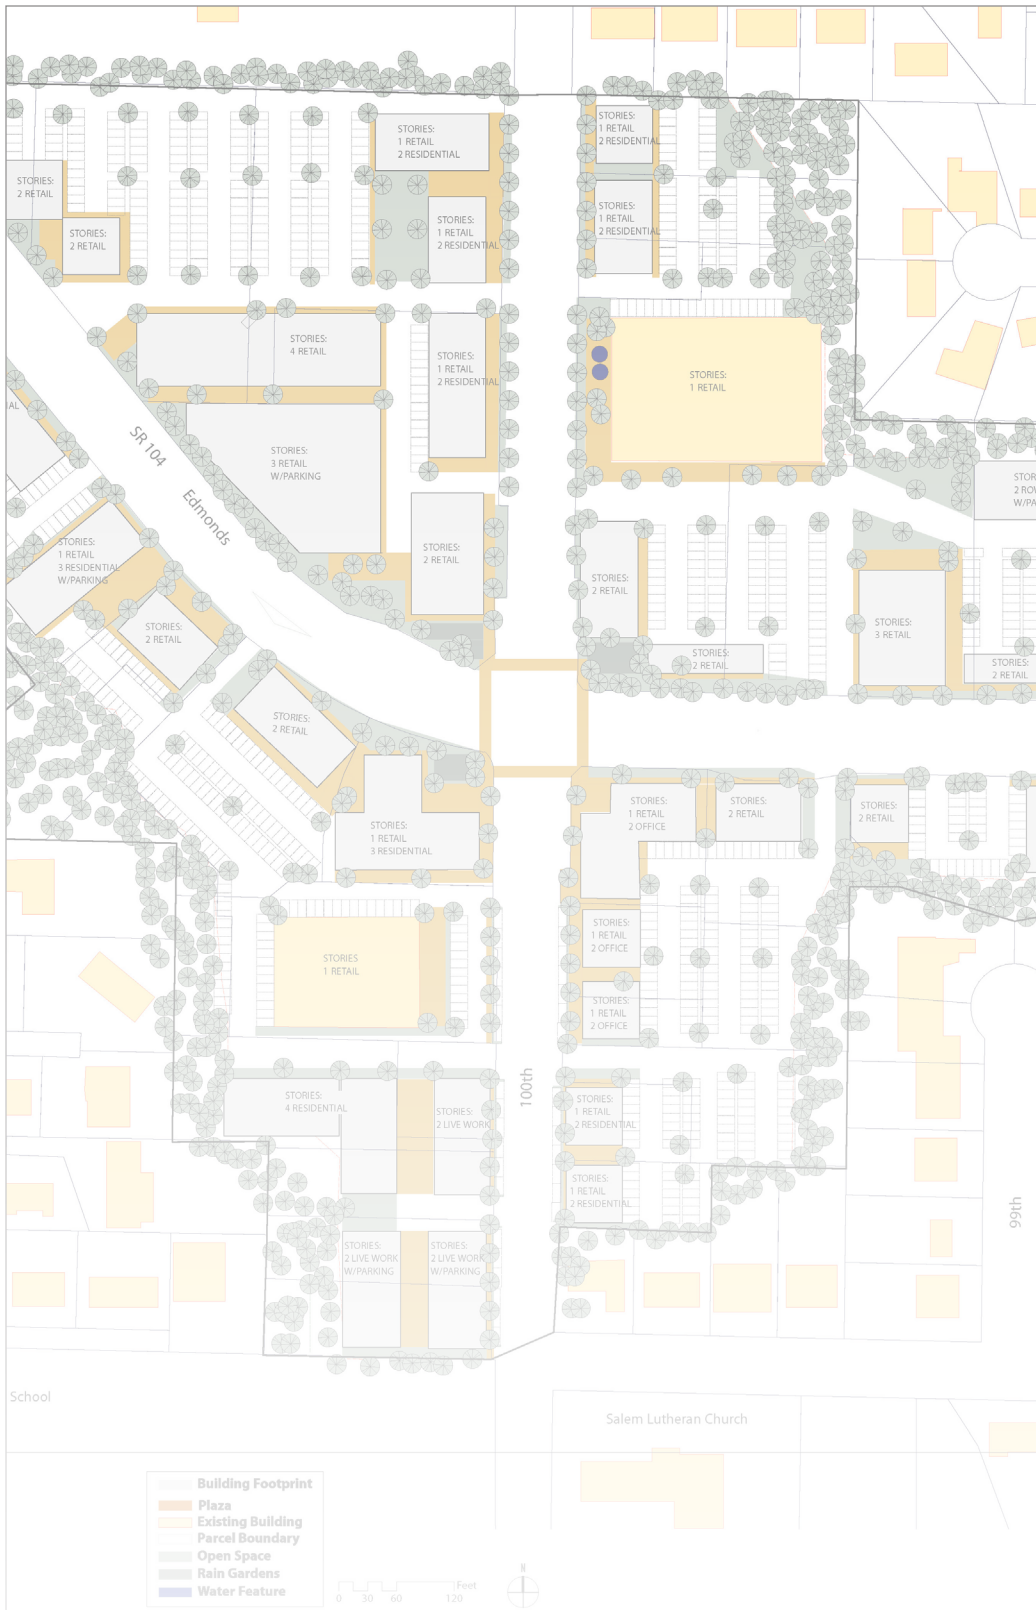 STORIES:
1 RETAIL
2 RESIDENTIAL
STORIES:
1 RETAIL
2 RESIDENTIAL
STORIES:
2 RETAIL
STORIES:
2 RETAIL
STORIES:
1 RETAIL
2 RESIDENTIAL
STORIES:
1 RETAIL
2 RESIDENTIAL
STORIES:
4 RETAIL
STORIES:
1 RETAIL
2 RESIDENTIAL
STORIES:
1 RETAIL
SR 104
Edmonds
STORIES:
3 RETAIL
W/PARKING
STORIES:
2 RETAIL
STORIES:
2 RETAIL
STORIES:
1 RETAIL
3 RESIDENTIAL
W/PARKING
STORIES:
2 RETAIL
STORIES:
2 RETAIL
STORIES:
3 RETAIL
STORIES:
2 RETAIL
STORIES:
2 RETAIL
STORIES:
1 RETAIL
3 RESIDENTIAL
STORIES:
1 RETAIL
2 OFFICE
STORIES:
2 RETAIL
STORIES:
2 RETAIL
STORIES
1 RETAIL
STORIES:
1 RETAIL
2 OFFICE
STORIES:
1 RETAIL
2 OFFICE
100th
STORIES:
4 RESIDENTIAL
STORIES:
2 LIVE WORK
STORIES:
1 RETAIL
2 RESIDENTIAL
STORIES:
1 RETAIL
2 RESIDENTIAL
99th
STORIES:
2 LIVE WORK
W/PARKING
STORIES:
2 LIVE WORK
W/PARKING
School
Salem Lutheran Church
Building Footprint
Plaza
Existing Building
Parcel Boundary
Open Space
Rain Gardens
Water Feature
0 30 60 120
Feet